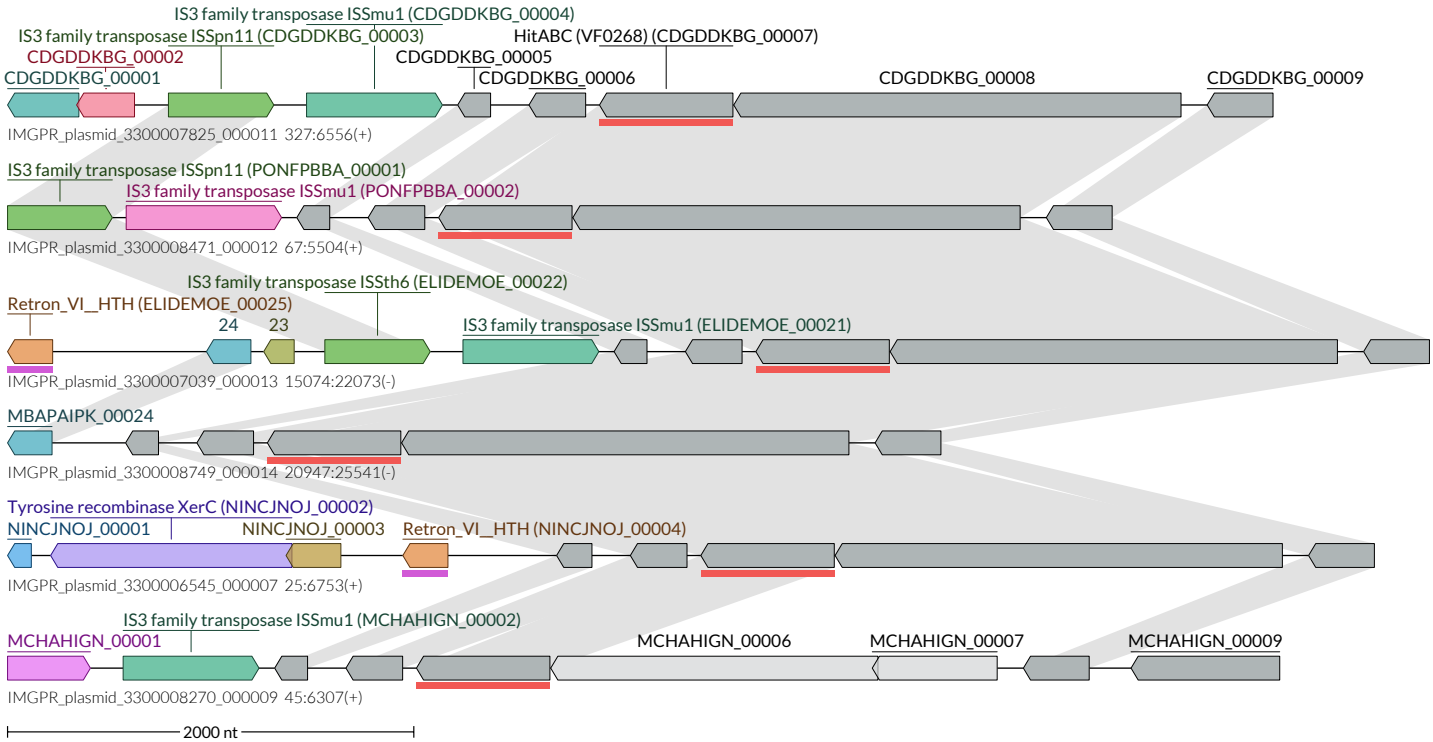 IS3 family transposase ISSmu1 (CDGDDKBG_00004)
IS3 family transposase ISSpn11 (CDGDDKBG_00003)
HitABC (VF0268) (CDGDDKBG_00007)
CDGDDKBG_00002
CDGDDKBG_00005
CDGDDKBG_00001
CDGDDKBG_00006
CDGDDKBG_00008
CDGDDKBG_00009
IMGPR_plasmid_3300007825_000011 327:6556(+)
IS3 family transposase ISSpn11 (PONFPBBA_00001)
IS3 family transposase ISSmu1 (PONFPBBA_00002)
IMGPR_plasmid_3300008471_000012 67:5504(+)
IS3 family transposase ISSth6 (ELIDEMOE_00022)
Retron_VI__HTH (ELIDEMOE_00025)
24
23
IS3 family transposase ISSmu1 (ELIDEMOE_00021)
IMGPR_plasmid_3300007039_000013 15074:22073(-)
MBAPAIPK_00024
IMGPR_plasmid_3300008749_000014 20947:25541(-)
Tyrosine recombinase XerC (NINCJNOJ_00002)
NINCJNOJ_00001
NINCJNOJ_00003
Retron_VI__HTH (NINCJNOJ_00004)
IMGPR_plasmid_3300006545_000007 25:6753(+)
IS3 family transposase ISSmu1 (MCHAHIGN_00002)
MCHAHIGN_00001
MCHAHIGN_00006
MCHAHIGN_00007
MCHAHIGN_00009
IMGPR_plasmid_3300008270_000009 45:6307(+)
2000 nt